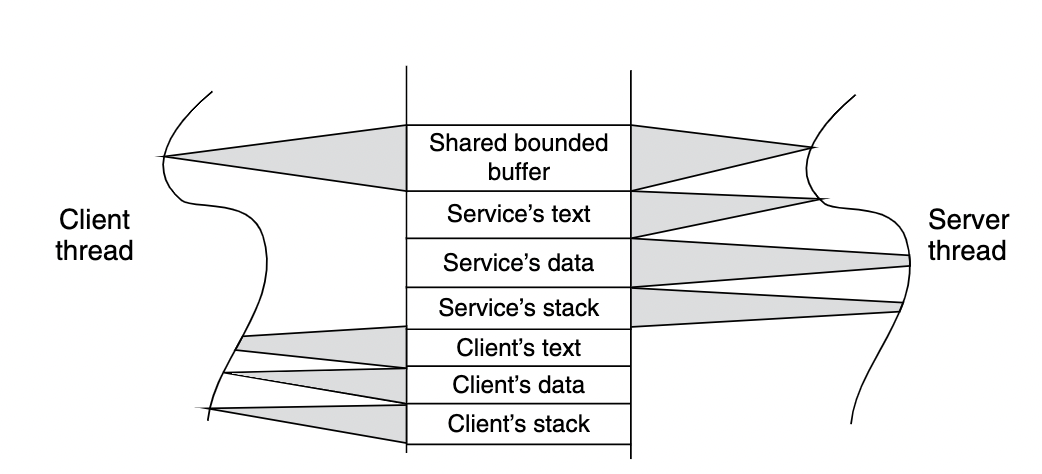 Client
thread
Shared bounded
buffer
Service’s text
Service’s data
Service’s stack
Client’s text
Client’s data
Client’s stack
Server
thread